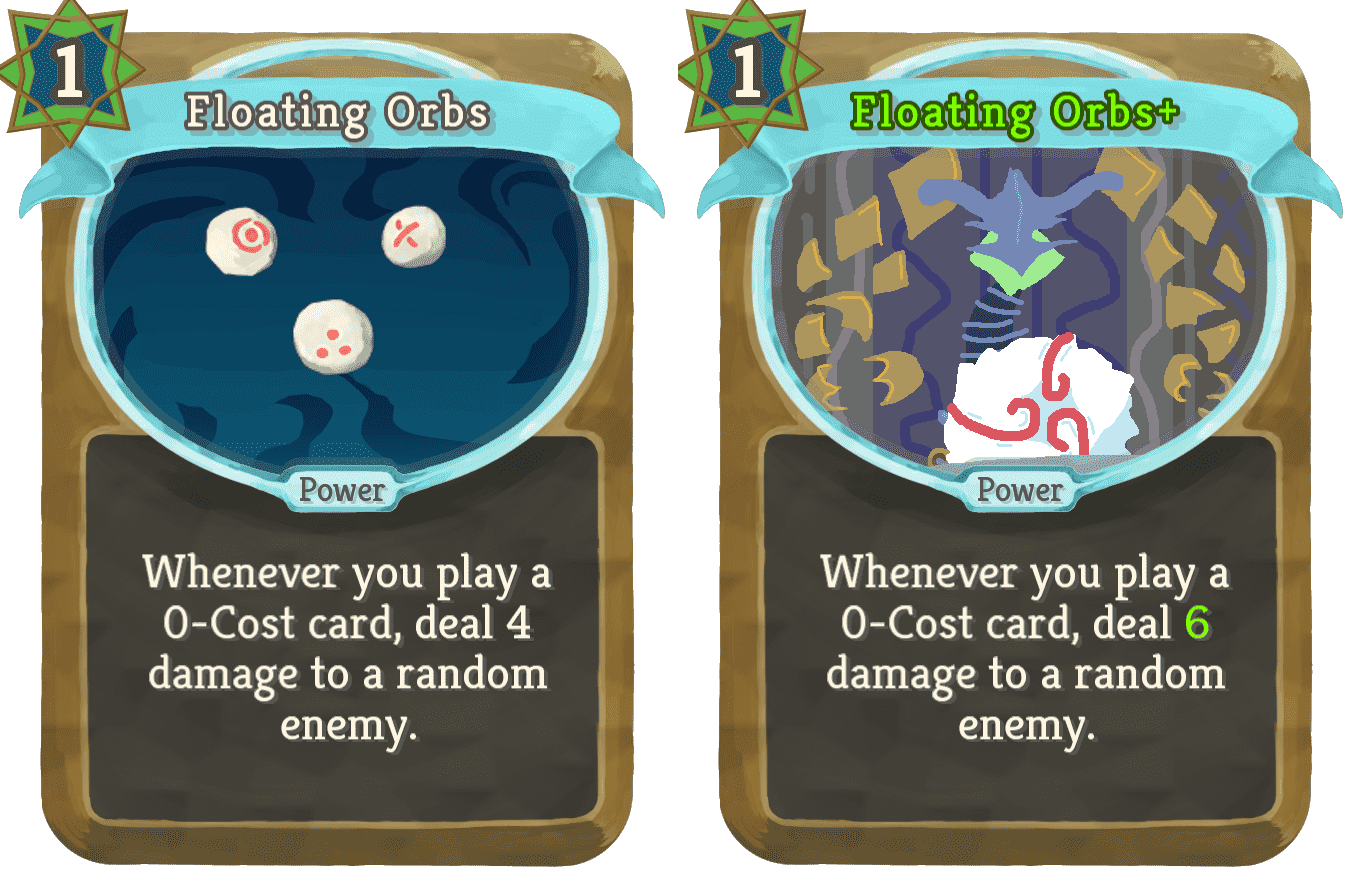 1
Floating Orbs
Power
Whenever you play a
0-Cost card, deal 4
damage to a random
enemy.
1
Floating Orbs+
Power
Whenever you play a
0-Cost card, deal 6
damage to a random
enemy.